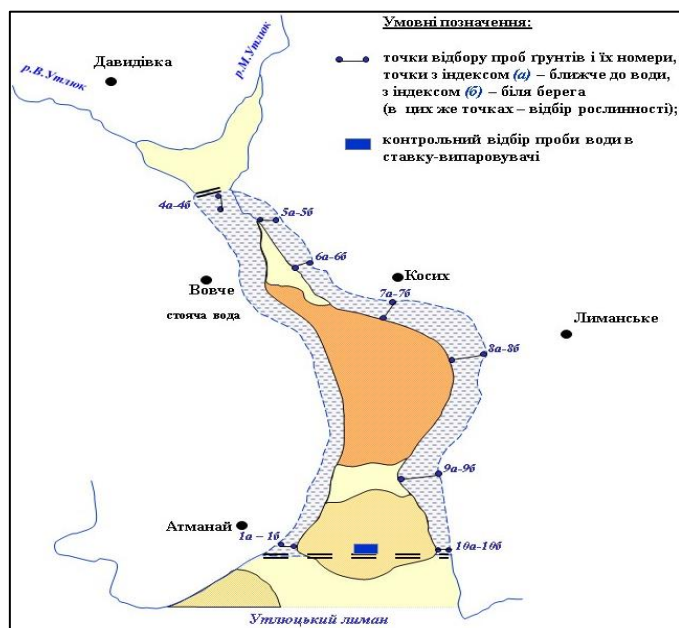 Умовні позначення:
точки відбору проб ґрунтів і їх номери,
точки з індексом (а) – ближче до води,
з індексом (б) – біля берега
(в цих же точках – відбір рослинності);
контрольний відбір проби води в
ставку-випаровувачі
Давидівка
р.В.Утлюк
р.М.Утлюк
4а-4б
5а-5б
6а-6б
Вовче
стояча вода
Косих
7а-7б
Лиманське
8а-8б
9а-9б
Атманай
1а – 1б
10а-10б
Утлюцький лиман